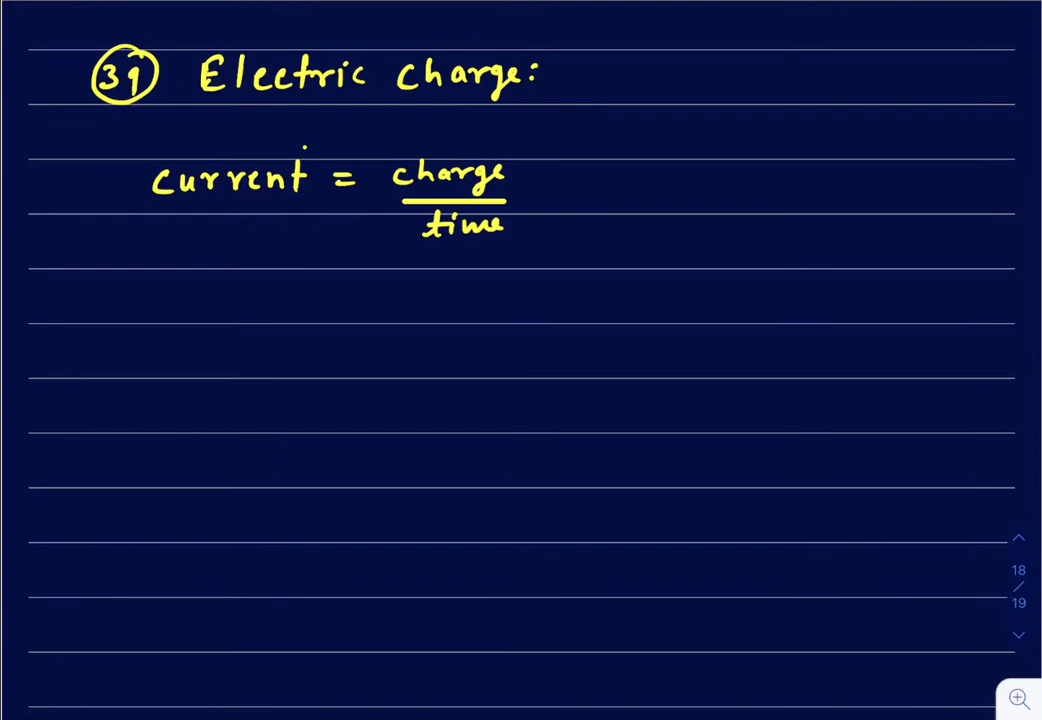 39 Electric charge:
current = charge
time
18
/
19